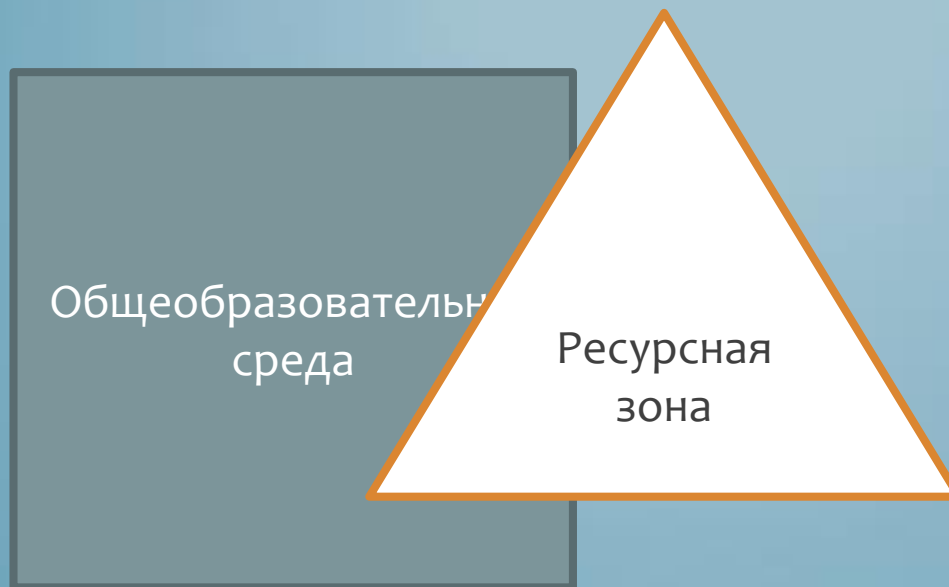 Общеобразовательн
среда
Ресурсная
зона